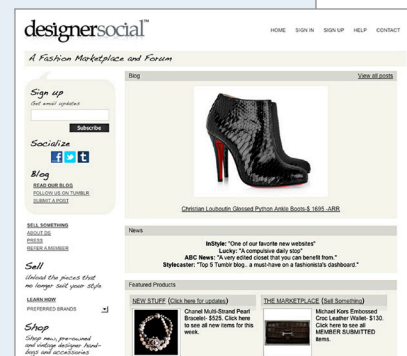 designersocial™
HOME SIGN IN SIGN UP HELP CONTACT
A Fashion Marketplace and Forum
Sign up
Get email updates
Subscribe
Socialize
Blog
READ OUR BLOG
FOLLOW US ON TUMBLR
SUBMIT A POST
SELL SOMETHING
ABOUT DS
PRESS
REFER A MEMBER
Sell
Unload the pieces that
no longer suit your style
LEARN HOW
PREFERRED BRANDS
Shop
Shop new, pre-owned
and vintage designer hand-
bags and accessories
Blog View all posts
Christian Louboutin Glossed Python Ankle Boots-$ 1695 -ARR
News
InStyle: "One of our favorite new websites"
Lucky: "A compulsive daily stop"
ABC News: "A very edited closet that you can benefit from."
Stylecaster: "Top 5 Tumblr blog.. a must-have on a fashionista's dashboard."
Featured Products
NEW STUFF (Click here for updates)
Chanel Multi-Strand Pearl
Bracelet- $525. Click here
to see all new items for this
week.
THE MARKETPLACE (Sell Something)
Michael Kors Embossed
Croc Leather Wallet- $130.
Click here to see all
MEMBER SUBMITTED
items.